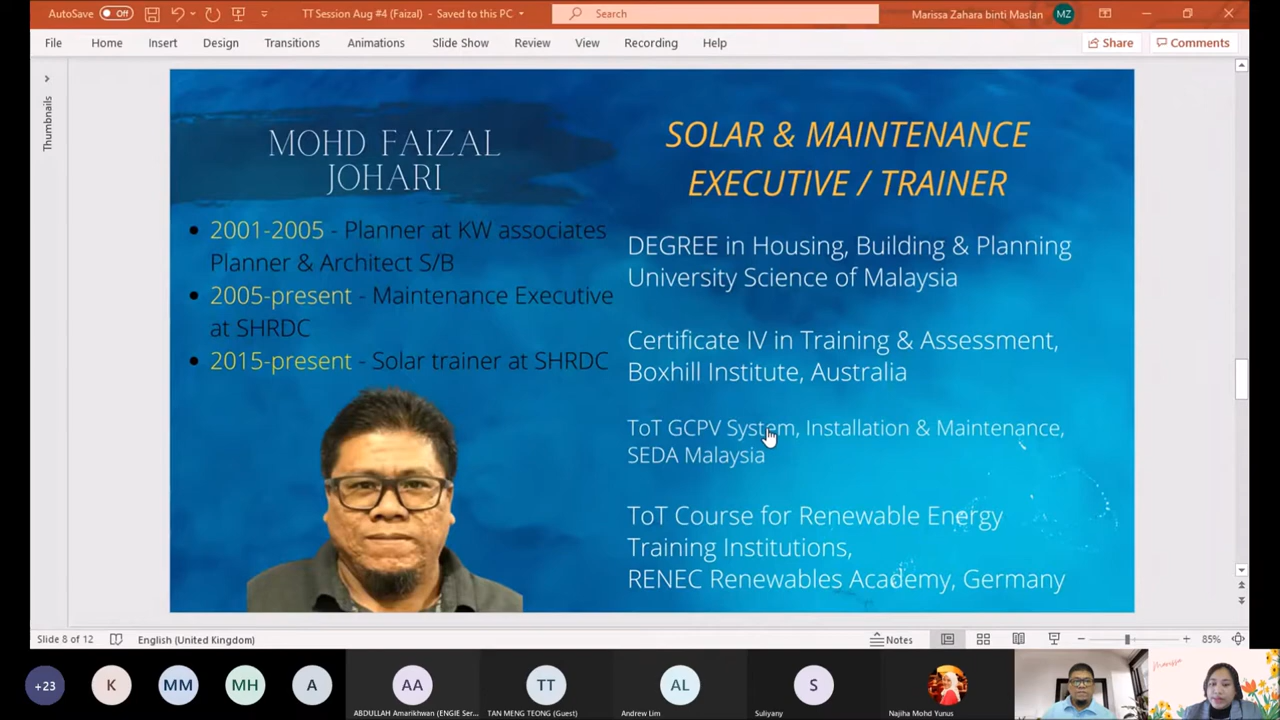 AutoSave Off
TT Session Aug #4 (Faizal) - Saved to this PC
Search
Marissa Zahara binti Maslan MZ
File Home Insert Design Transitions Animations Slide Show Review View Recording Help
Share Comments
Thumbnails
MOHD FAIZAL
JOHARI
2001-2005 - Planner at KW associates
Planner & Architect S/B
2005-present - Maintenance Executive
at SHRDC
2015-present - Solar trainer at SHRDC
SOLAR & MAINTENANCE
EXECUTIVE / TRAINER
DEGREE in Housing, Building & Planning
University Science of Malaysia
Certificate IV in Training & Assessment,
Boxhill Institute, Australia
ToT GCPV System, Installation & Maintenance,
SEDA Malaysia
ToT Course for Renewable Energy
Training Institutions,
RENEC Renewables Academy, Germany
Slide 8 of 12 English (United Kingdom) Notes 85%
+23 K MM MH A AA TT AL S
ABDULLAH Amarikhwan (ENGIE Ser... TAN MENG TEONG (Guest) Andrew Lim Suliyany Najiha Mohd Yunus
Marissa